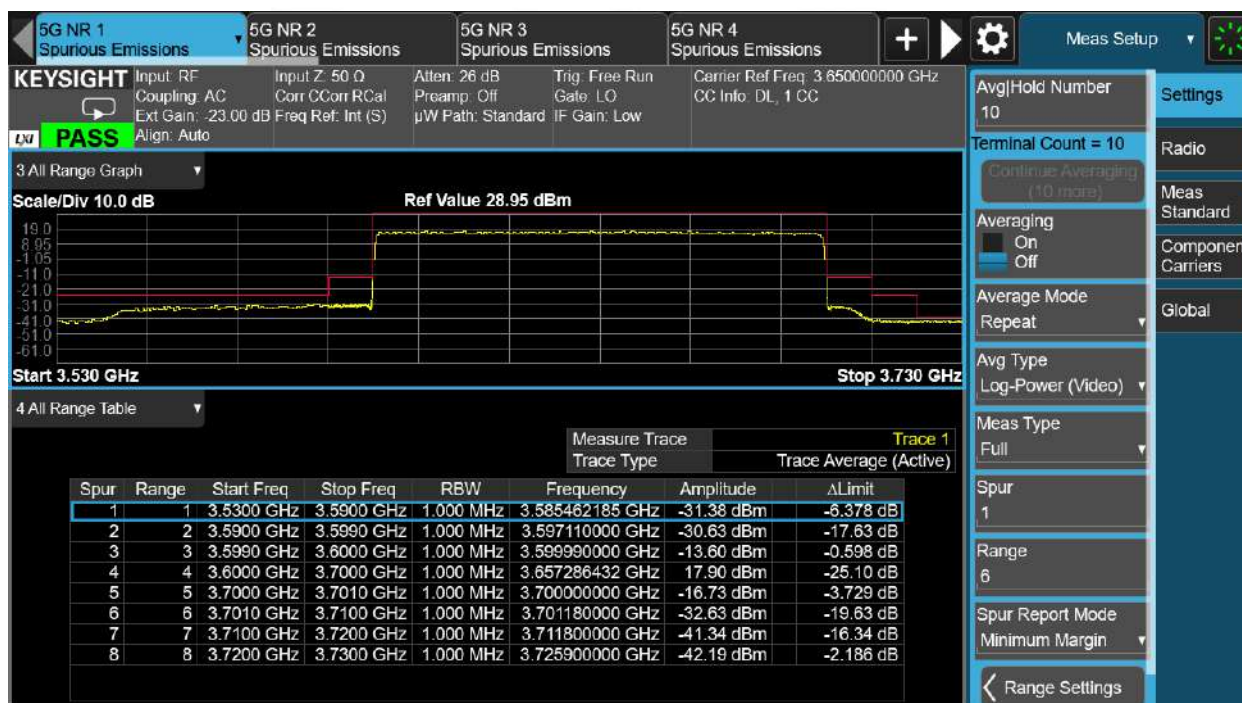 5G NR 1
Spurious Emissions
5G NR 2
Spurious Emissions
5G NR 3
Spurious Emissions
5G NR 4
Spurious Emissions
+
Meas Setup
KEYSIGHT
LXI
PASS
Input: RF
Coupling: AC
Ext Gain: -23.00 dB
Align: Auto
Input Z: 50 Ω
Corr CCorr RCal
Freq Ref: Int (S)
Atten: 26 dB
Preamp: Off
µW Path: Standard
Trig: Free Run
Gate: LO
IF Gain: Low
Carrier Ref Freq: 3.650000000 GHz
CC Info: DL, 1 CC
3 All Range Graph
Scale/Div 10.0 dB
Ref Value 28.95 dBm
19.0
8.95
-1.05
-11.0
-21.0
-31.0
-41.0
-51.0
-61.0
Start 3.530 GHz
Stop 3.730 GHz
4 All Range Table
Measure Trace Trace 1
Trace Type Trace Average (Active)
Spur Range Start Freq Stop Freq RBW Frequency Amplitude ΔLimit
1 1 3.5300 GHz 3.5900 GHz 1.000 MHz 3.585462185 GHz -31.38 dBm -6.378 dB
2 2 3.5900 GHz 3.5990 GHz 1.000 MHz 3.597110000 GHz -30.63 dBm -17.63 dB
3 3 3.5990 GHz 3.6000 GHz 1.000 MHz 3.599990000 GHz -13.60 dBm -0.598 dB
4 4 3.6000 GHz 3.7000 GHz 1.000 MHz 3.657286432 GHz 17.90 dBm -25.10 dB
5 5 3.7000 GHz 3.7010 GHz 1.000 MHz 3.700000000 GHz -16.73 dBm -3.729 dB
6 6 3.7010 GHz 3.7100 GHz 1.000 MHz 3.701180000 GHz -32.63 dBm -19.63 dB
7 7 3.7100 GHz 3.7200 GHz 1.000 MHz 3.711800000 GHz -41.34 dBm -16.34 dB
8 8 3.7200 GHz 3.7300 GHz 1.000 MHz 3.725900000 GHz -42.19 dBm -2.186 dB
Avg|Hold Number
10
Terminal Count = 10
Continue Averaging
(10 more)
Averaging
On
Off
Average Mode
Repeat
Avg Type
Log-Power (Video)
Meas Type
Full
Spur
1
Range
6
Spur Report Mode
Minimum Margin
Range Settings
Settings
Radio
Meas
Standard
Componen
Carriers
Global